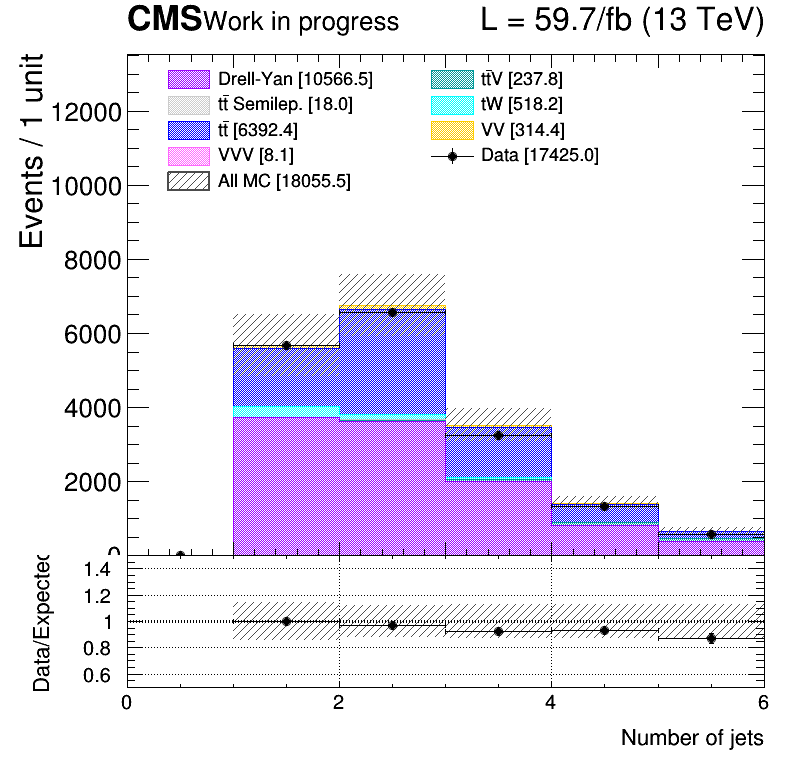 CMS Work in progress L = 59.7/fb (13 TeV)
Events / 1 unit
Drell-Yan [10566.5]
tt̄ Semilep. [18.0]
tt̄ [6392.4]
VVV [8.1]
All MC [18055.5]
tt̄V [237.8]
tW [518.2]
VV [314.4]
Data [17425.0]
12000
10000
8000
6000
4000
2000
0
Data/Expected
1.4
1.2
1
0.8
0.6
0 2 4 6
Number of jets